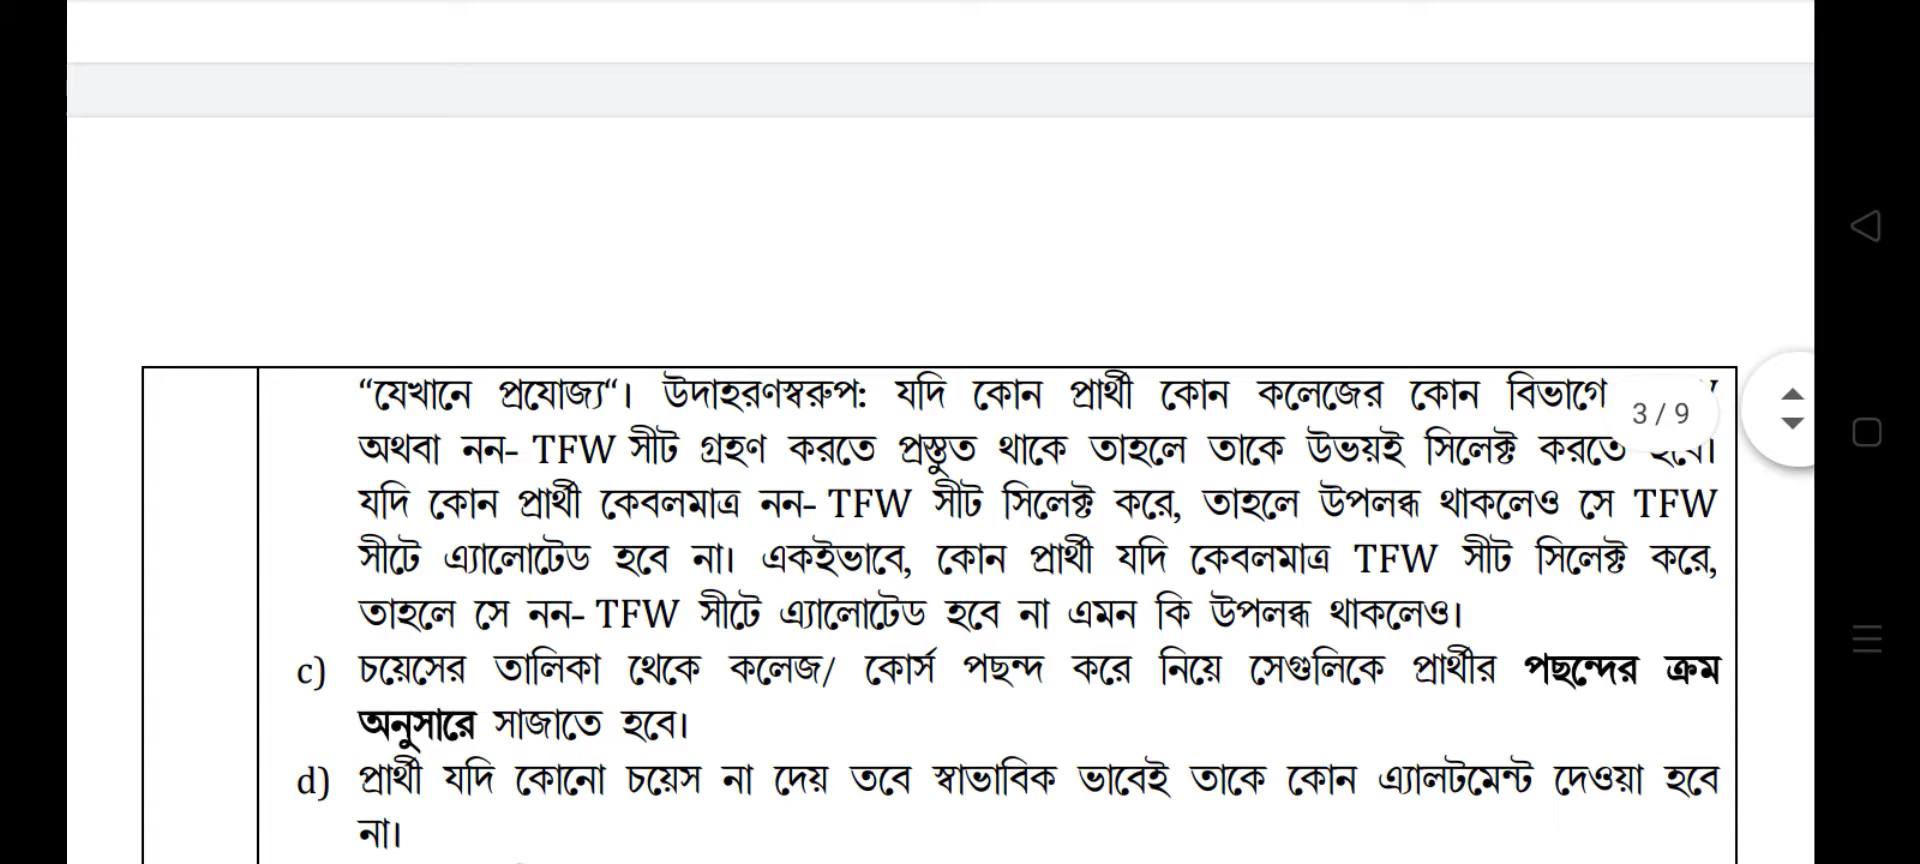 “যেখানে প্রযোজ্য“। উদাহরণস্বরুপ: যদি কোন প্রার্থী কোন কলেজের কোন বিভাগে
3 / 9
অথবা নন- TFW সীট গ্রহণ করতে প্রস্তুত থাকে তাহলে তাকে উভয়ই সিলেক্ট করতে হবে।
যদি কোন প্রার্থী কেবলমাত্র নন- TFW সীট সিলেক্ট করে, তাহলে উপলব্ধ থাকলেও সে TFW
সীটে এ্যালোটেড হবে না। একইভাবে, কোন প্রার্থী যদি কেবলমাত্র TFW সীট সিলেক্ট করে,
তাহলে সে নন- TFW সীটে এ্যালোটেড হবে না এমন কি উপলব্ধ থাকলেও।
c) চয়েসের তালিকা থেকে কলেজ/ কোর্স পছন্দ করে নিয়ে সেগুলিকে প্রার্থীর পছন্দের ক্রম
অনুসারে সাজাতে হবে।
d) প্রার্থী যদি কোনো চয়েস না দেয় তবে স্বাভাবিক ভাবেই তাকে কোন এ্যালটমেন্ট দেওয়া হবে
না।